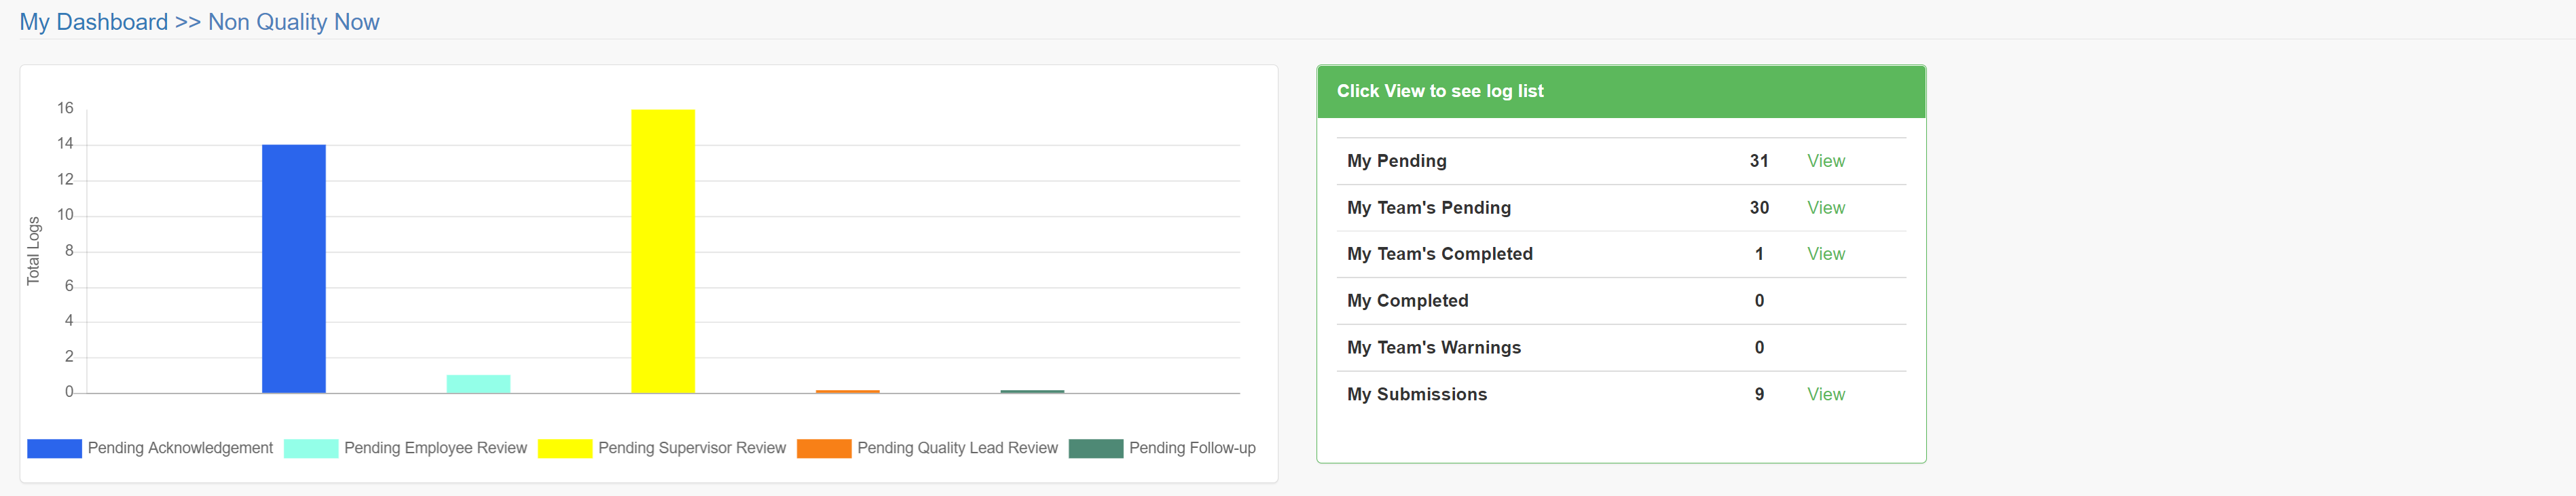 My Dashboard >> Non Quality Now
16
14
12
10
8
6
4
2
0
Total Logs
Pending Acknowledgement
Pending Employee Review
Pending Supervisor Review
Pending Quality Lead Review
Pending Follow-up
Click View to see log list
My Pending 31 View
My Team's Pending 30 View
My Team's Completed 1 View
My Completed 0
My Team's Warnings 0
My Submissions 9 View